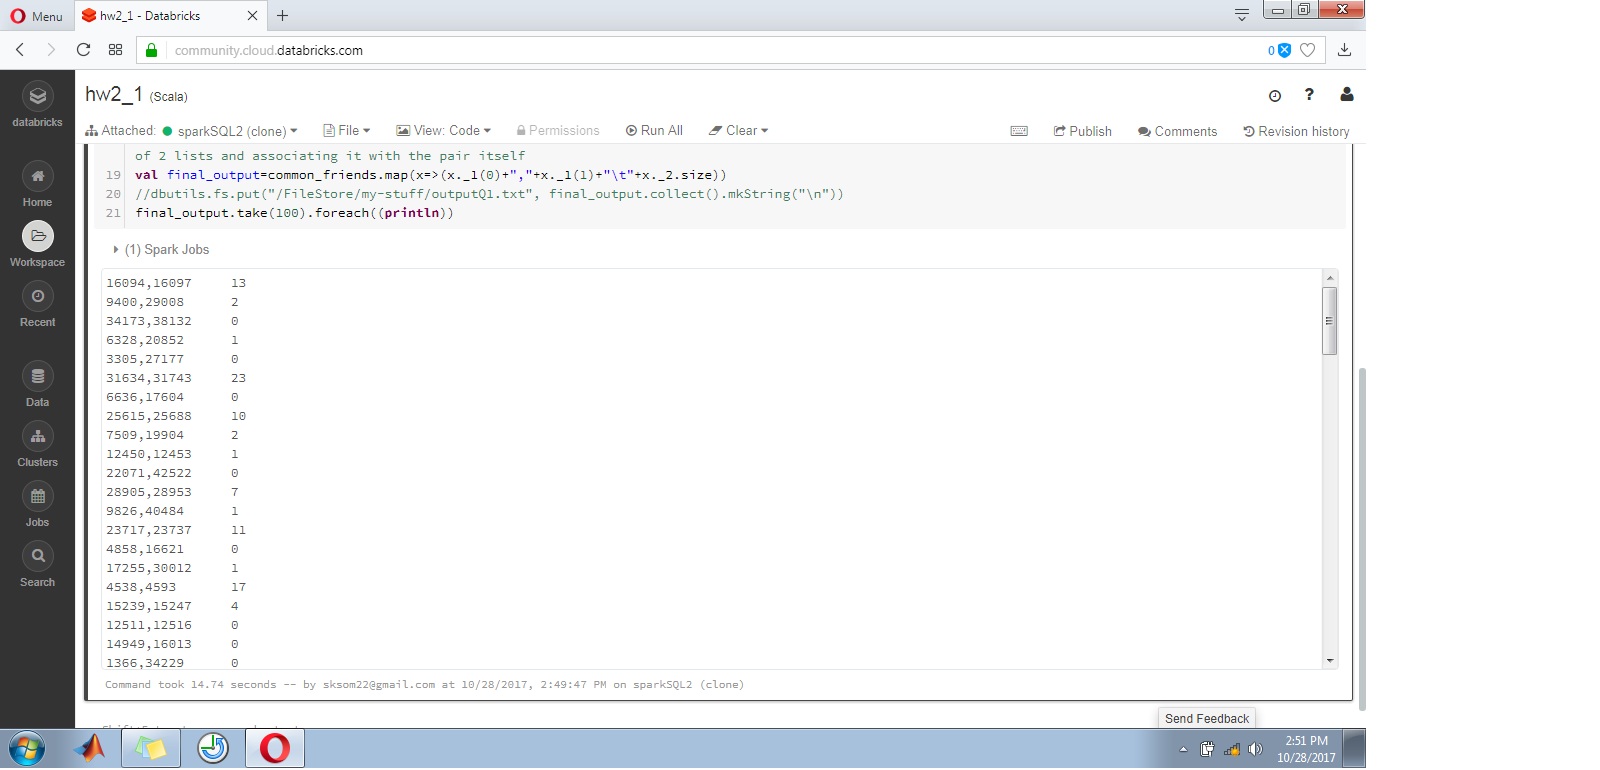 Menu
hw2_1 - Databricks
community.cloud.databricks.com
0
databricks
Home
Workspace
Recent
Data
Clusters
Jobs
Search
hw2_1 (Scala)
Attached: sparkSQL2 (clone) File View: Code Permissions Run All Clear Publish Comments Revision history
of 2 lists and associating it with the pair itself
19 val final_output=common_friends.map(x=>(x._1(0)+","+x._1(1)+"\t"+x._2.size))
20 //dbutils.fs.put("/FileStore/my-stuff/outputQ1.txt", final_output.collect().mkString("\n"))
21 final_output.take(100).foreach((println))
(1) Spark Jobs
16094,16097 13
9400,29008 2
34173,38132 0
6328,20852 1
3305,27177 0
31634,31743 23
6636,17604 0
25615,25688 10
7509,19904 2
12450,12453 1
22071,42522 0
28905,28953 7
9826,40484 1
23717,23737 11
4858,16621 0
17255,30012 1
4538,4593 17
15239,15247 4
12511,12516 0
14949,16013 0
1366,34229 0
Command took 14.74 seconds -- by sksom22@gmail.com at 10/28/2017, 2:49:47 PM on sparkSQL2 (clone)
Send Feedback
2:51 PM
10/28/2017